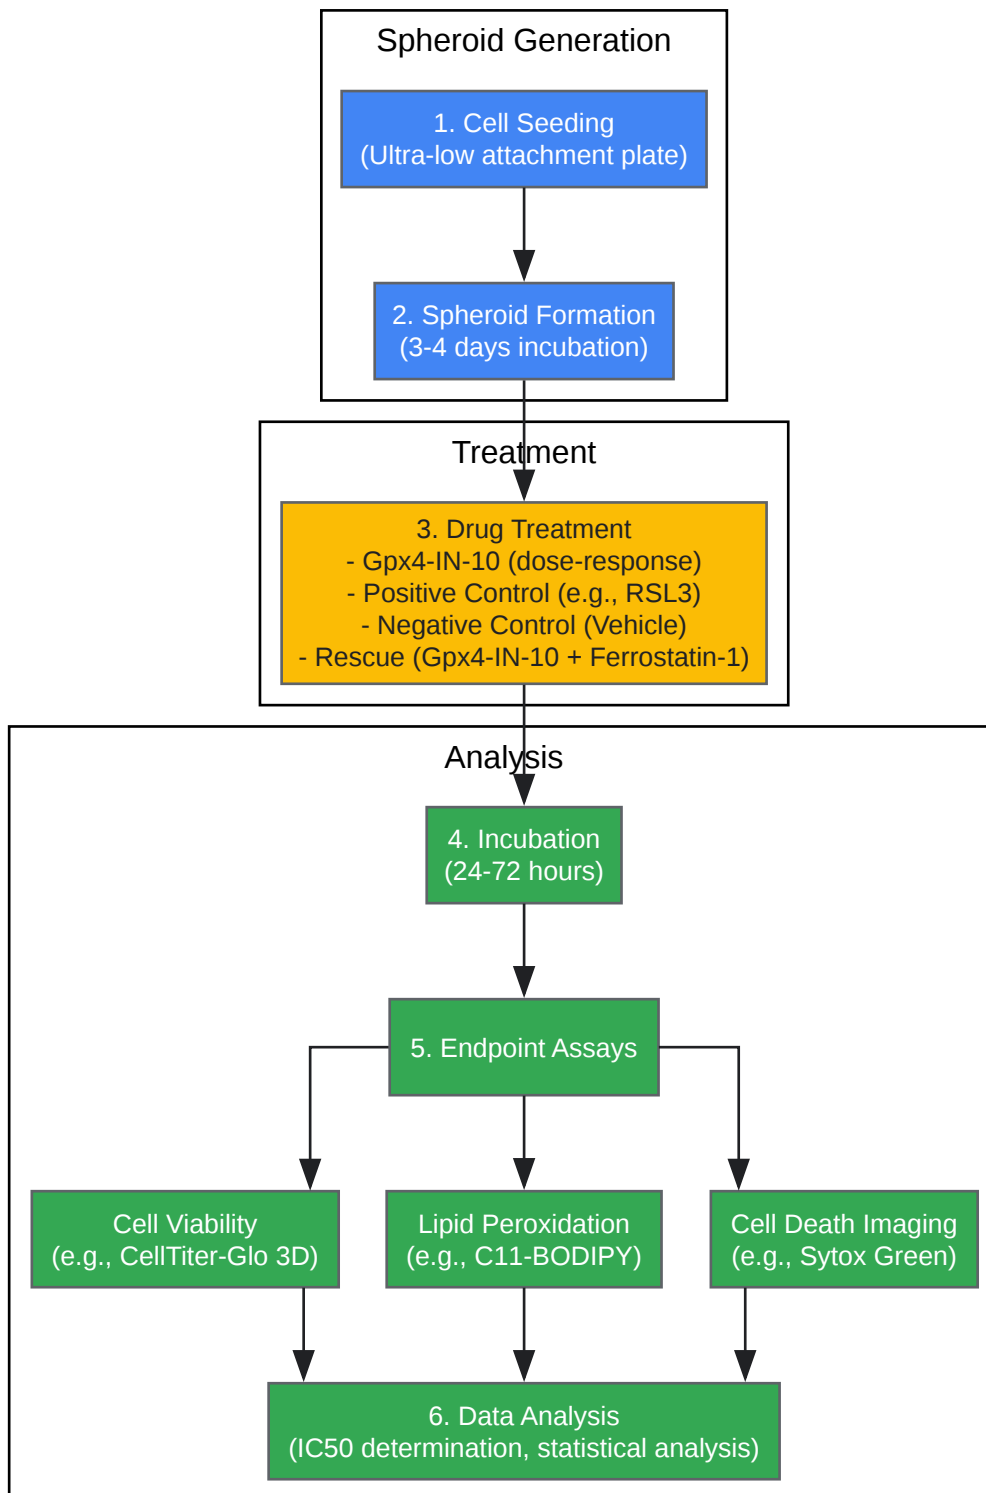 Spheroid Generation
1. Cell Seeding
(Ultra-low attachment plate)
2. Spheroid Formation
(3-4 days incubation)
Treatment
3. Drug Treatment
- Gpx4-IN-10 (dose-response)
- Positive Control (e.g., RSL3)
- Negative Control (Vehicle)
- Rescue (Gpx4-IN-10 + Ferrostatin-1)
Analysis
4. Incubation
(24-72 hours)
5. Endpoint Assays
Cell Viability
(e.g., CellTiter-Glo 3D)
Lipid Peroxidation
(e.g., C11-BODIPY)
Cell Death Imaging
(e.g., Sytox Green)
6. Data Analysis
(IC50 determination, statistical analysis)